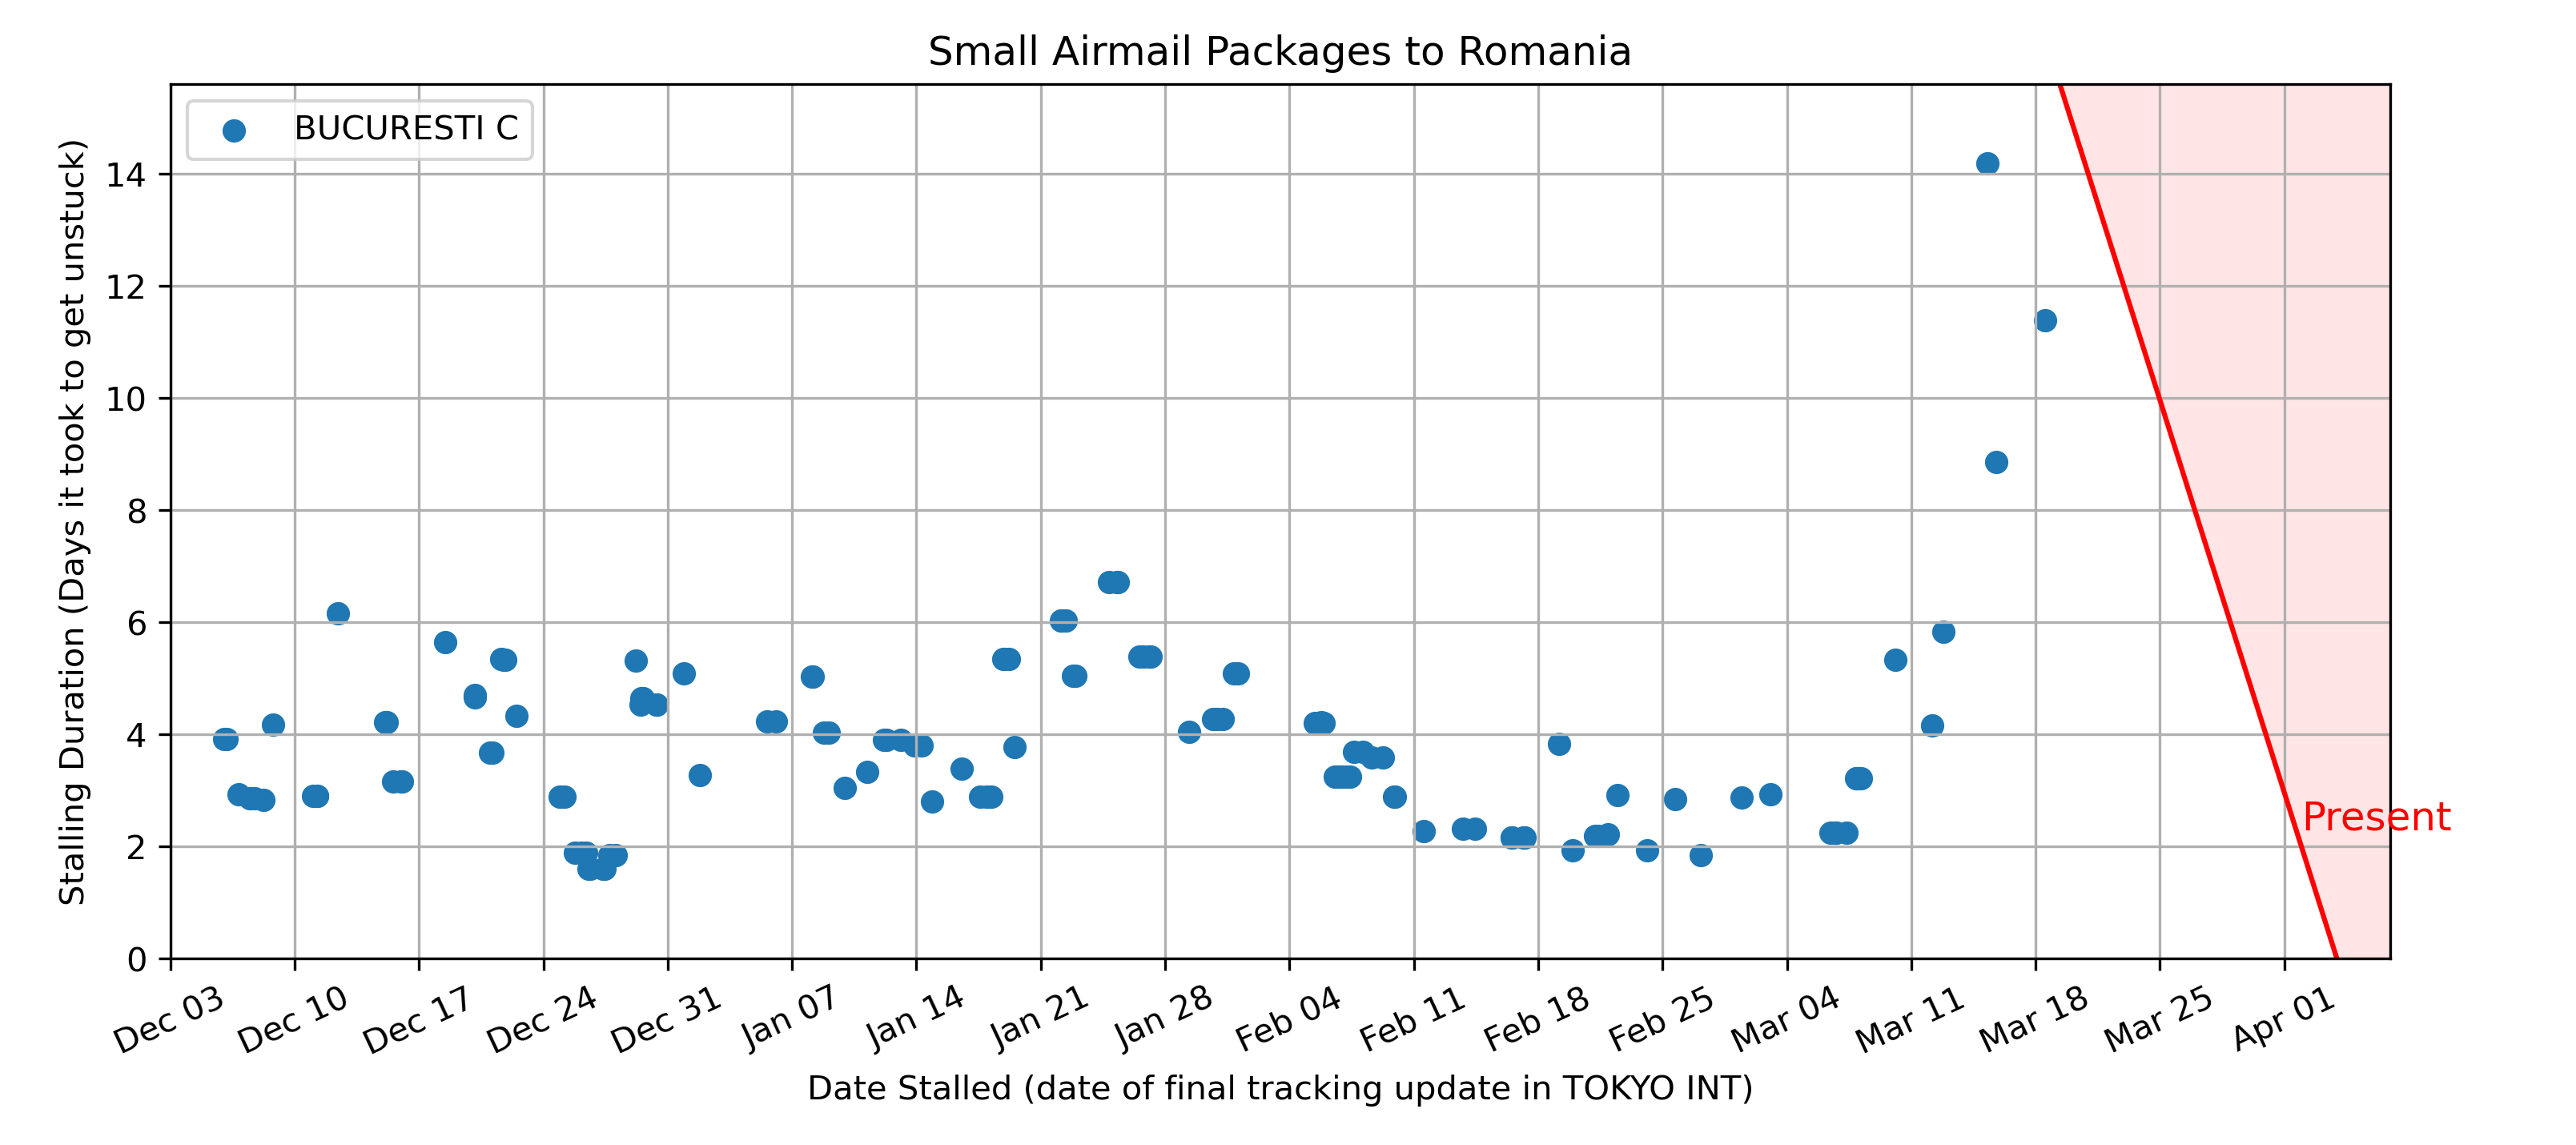 Small Airmail Packages to Romania
BUCURESTI C
Stalling Duration (Days it took to get unstuck)
14
12
10
8
6
4
2
0
Present
Dec 03
Dec 10
Dec 17
Dec 24
Dec 31
Jan 07
Jan 14
Jan 21
Jan 28
Feb 04
Feb 11
Feb 18
Feb 25
Mar 04
Mar 11
Mar 18
Mar 25
Apr 01
Date Stalled (date of final tracking update in TOKYO INT)